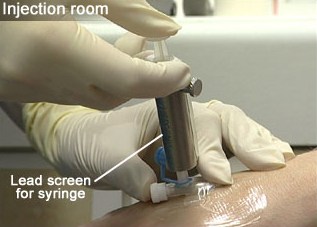 Injection room
Lead screen
for syringe